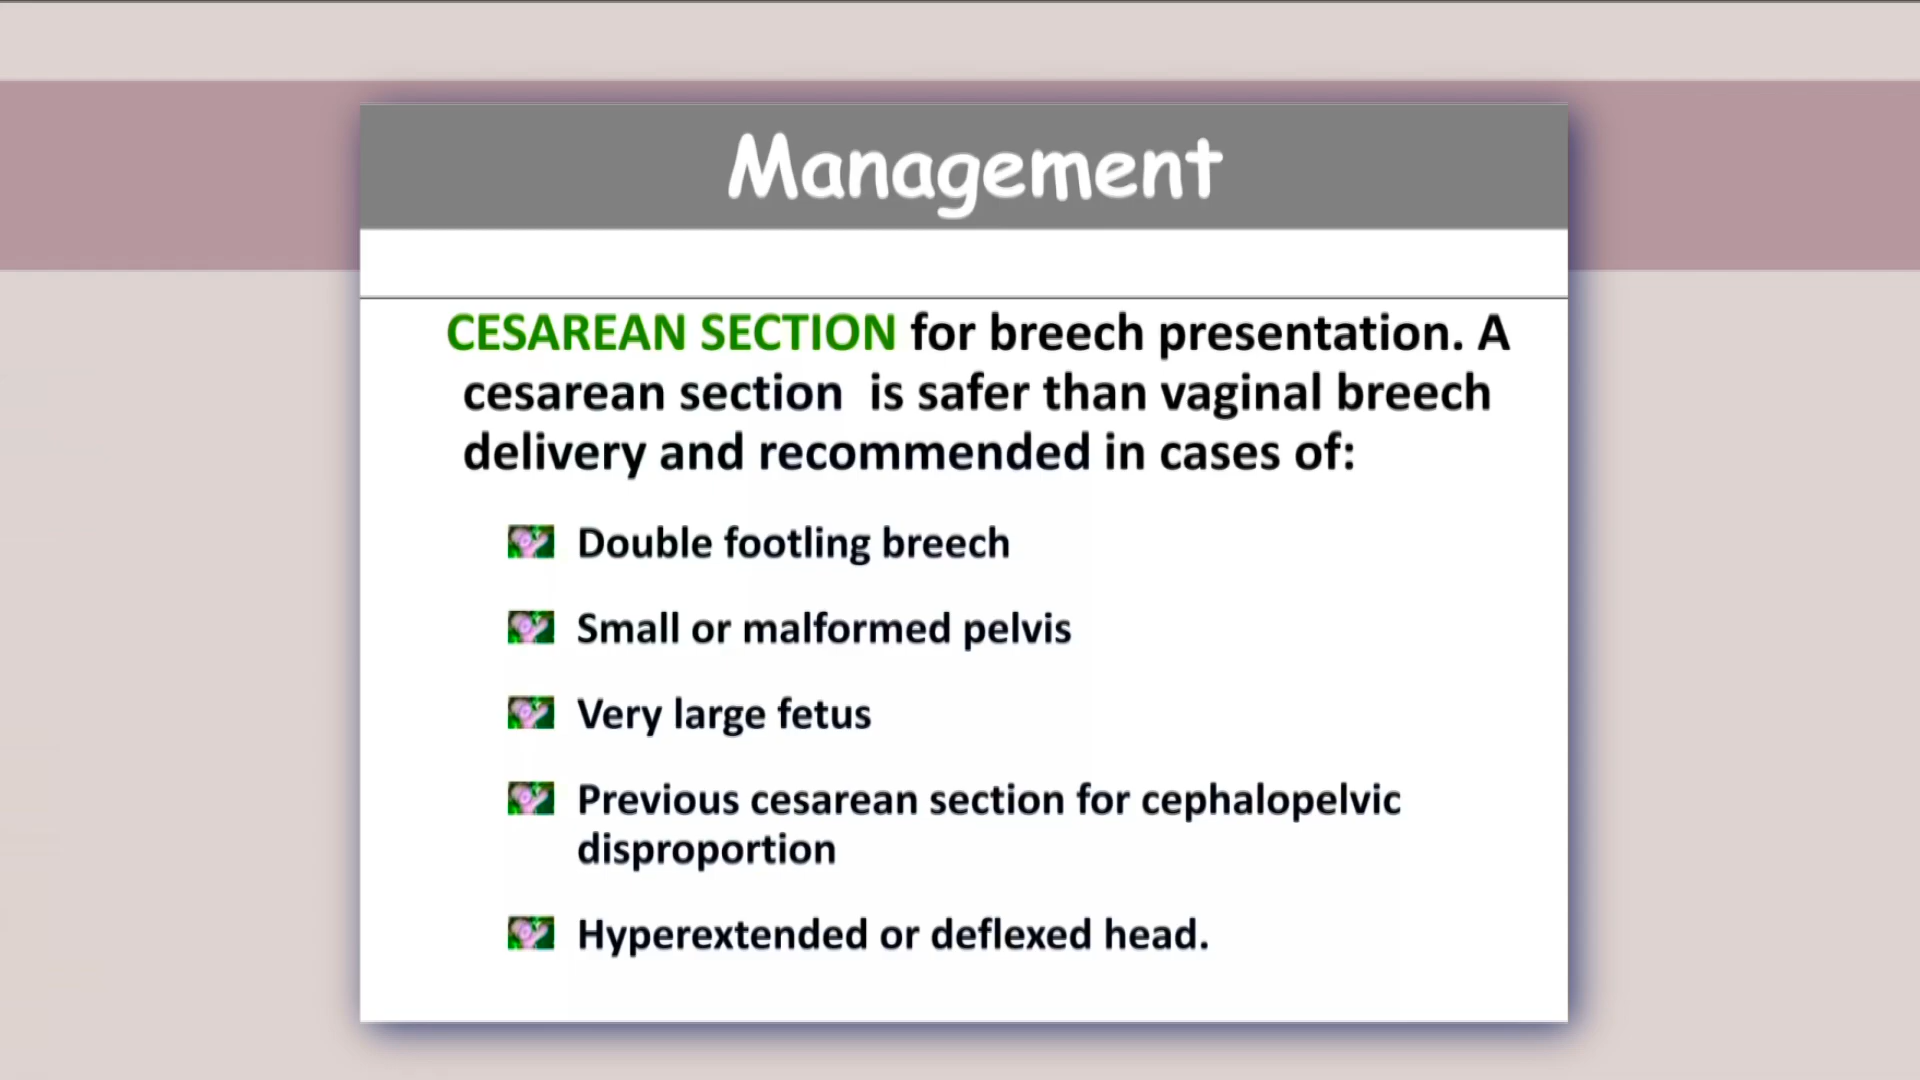 Management
CESAREAN SECTION for breech presentation. A
cesarean section is safer than vaginal breech
delivery and recommended in cases of:
Double footling breech
Small or malformed pelvis
Very large fetus
Previous cesarean section for cephalopelvic
disproportion
Hyperextended or deflexed head.